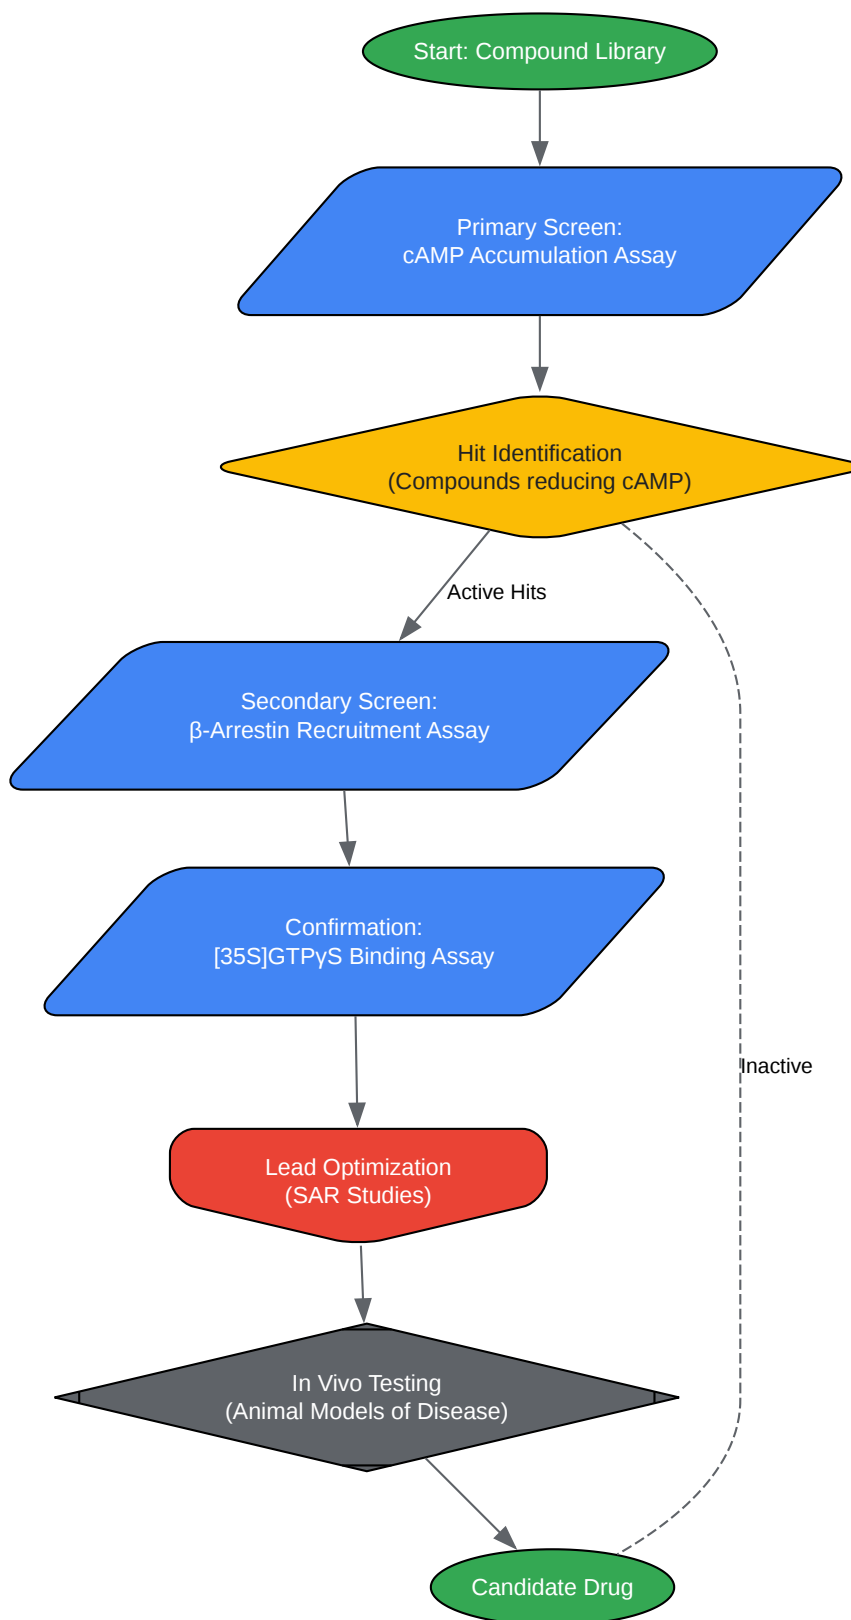 Start: Compound Library
Primary Screen:
cAMP Accumulation Assay
Hit Identification
(Compounds reducing cAMP)
Active Hits
Secondary Screen:
β-Arrestin Recruitment Assay
Confirmation:
[35S]GTPγS Binding Assay
Inactive
Lead Optimization
(SAR Studies)
In Vivo Testing
(Animal Models of Disease)
Candidate Drug